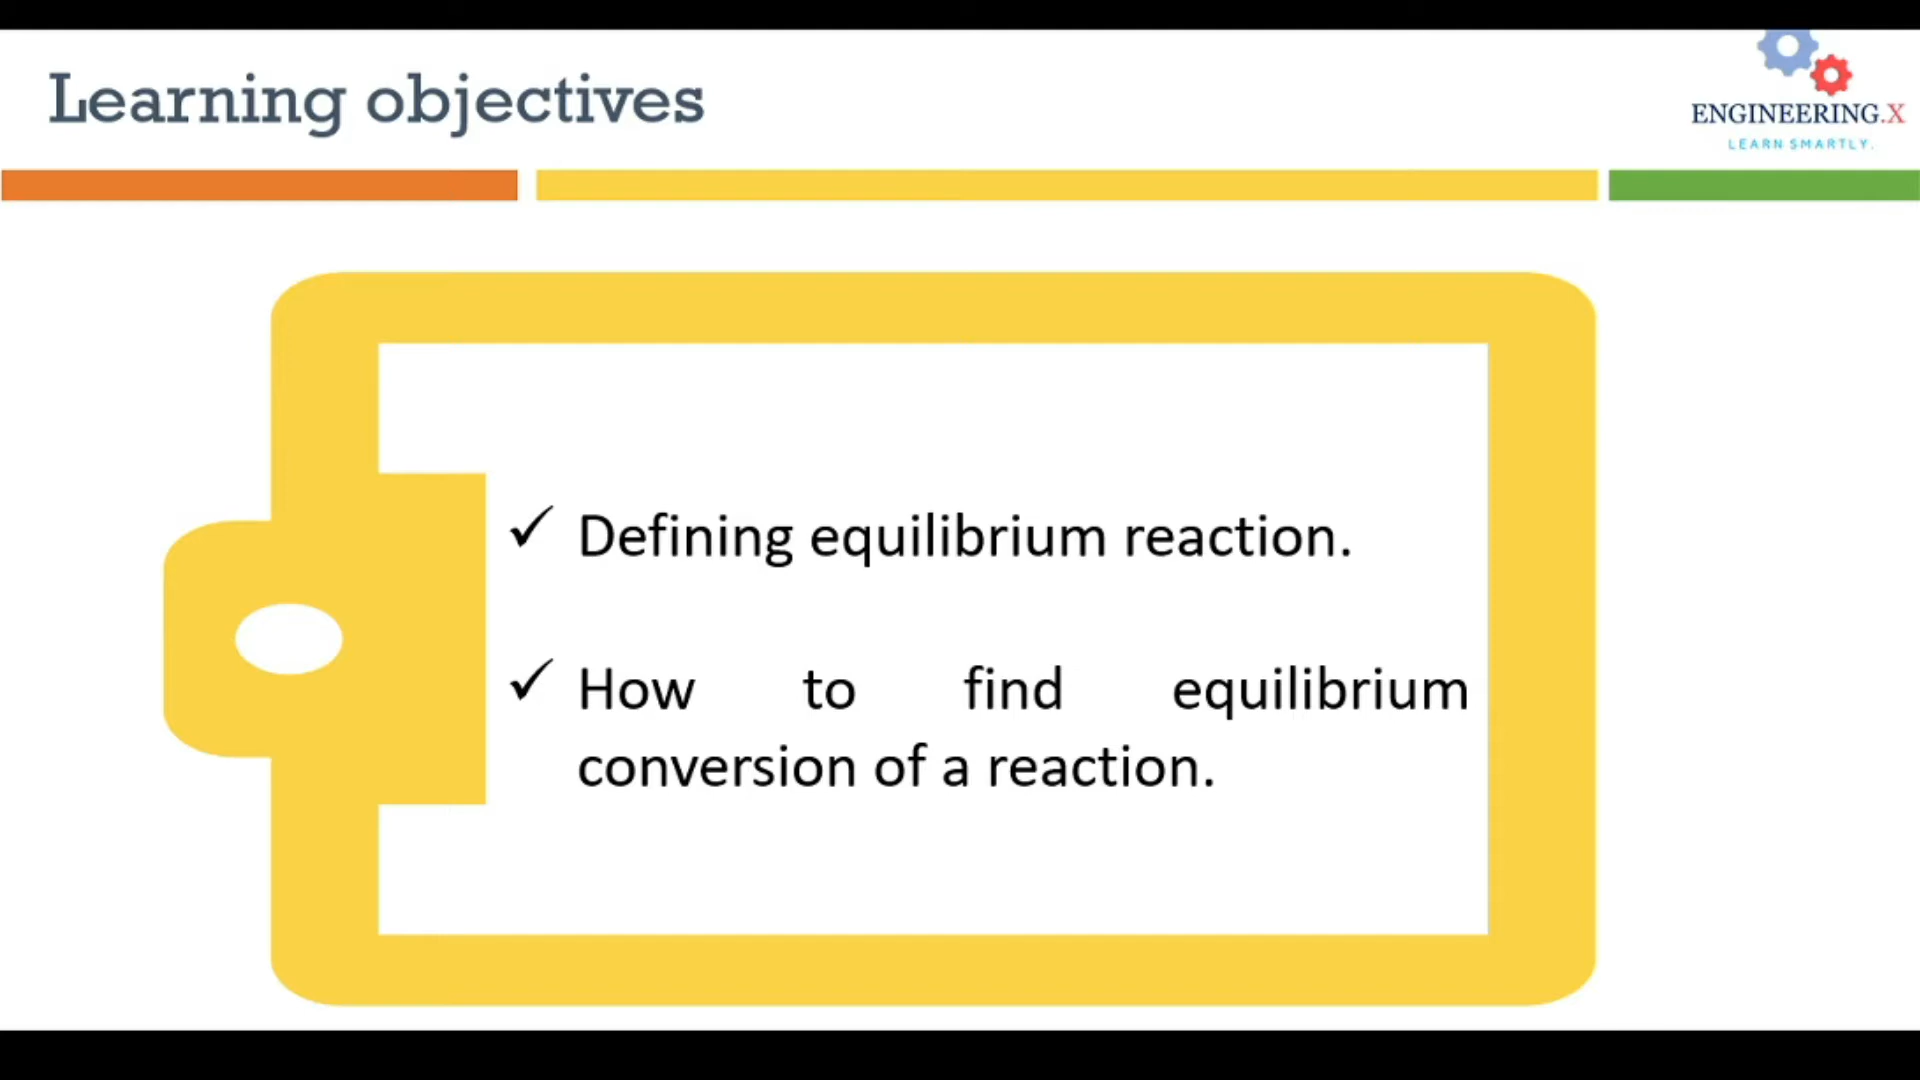 Learning objectives
ENGINEERING.X
LEARN SMARTLY.
✓ Defining equilibrium reaction.
✓ How to find equilibrium
conversion of a reaction.